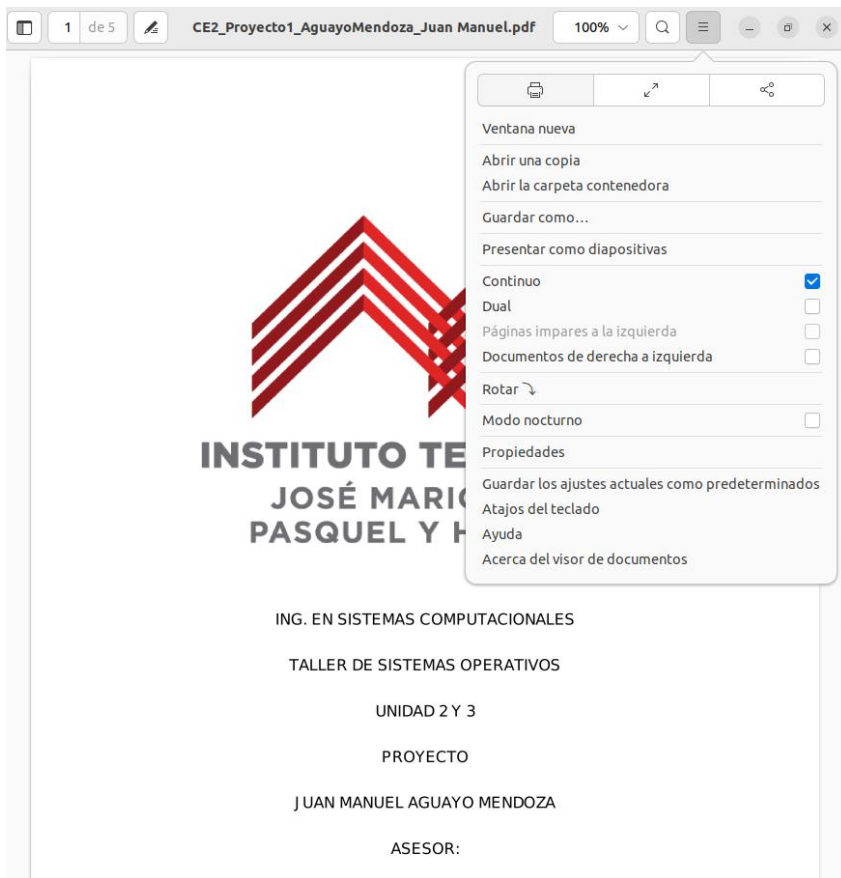 1 de 5 CE2_Proyecto1_AguayoMendoza_Juan Manuel.pdf 100%
Ventana nueva
Abrir una copia
Abrir la carpeta contenedora
Guardar como...
Presentar como diapositivas
Continuo
Dual
Páginas impares a la izquierda
Documentos de derecha a izquierda
Rotar
Modo nocturno
Propiedades
Guardar los ajustes actuales como predeterminados
Atajos del teclado
Ayuda
Acerca del visor de documentos
INSTITUTO
JOSÉ
PASQUEL Y
ING. EN SISTEMAS COMPUTACIONALES
TALLER DE SISTEMAS OPERATIVOS
UNIDAD 2 Y 3
PROYECTO
JUAN MANUEL AGUAYO MENDOZA
ASESOR: